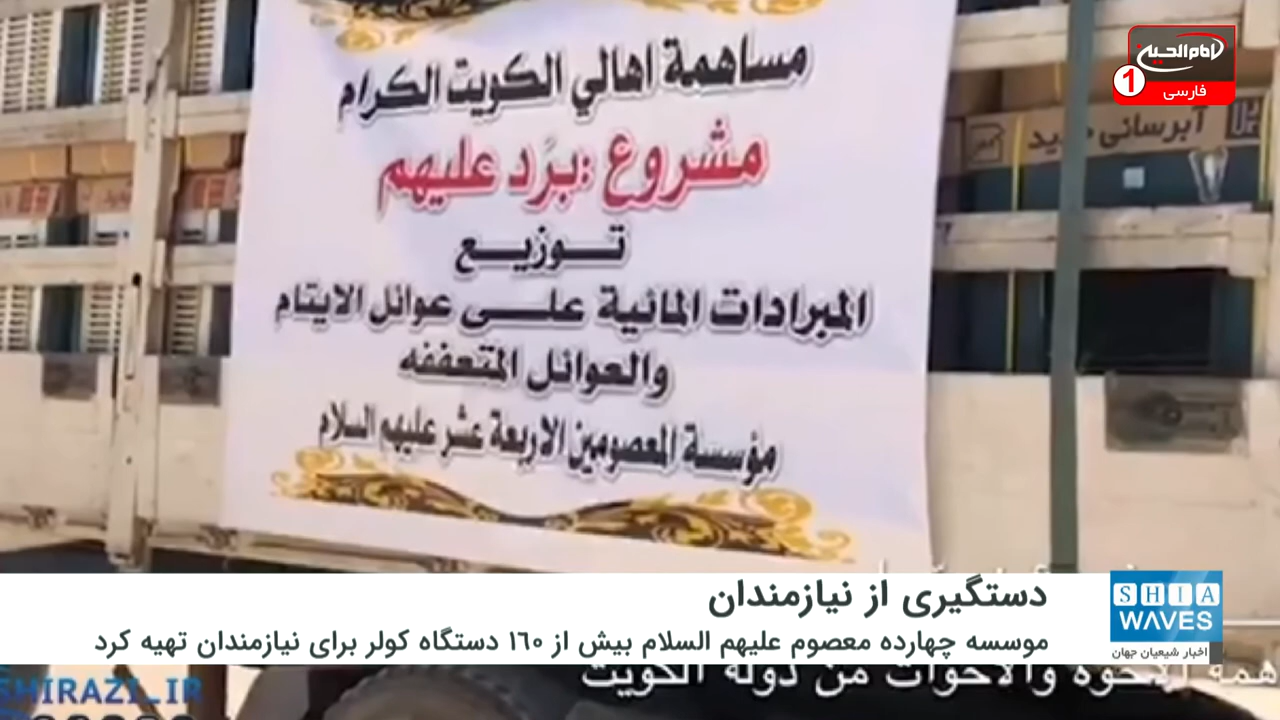 امام الحسین
1
فارسی
آبرسانی
مساهمة اهالي الكويت الكرام
مشروع :برّد عليهم
توزيع
المبرادات المائية على عوائل الايتام
والعوائل المتعففه
مؤسسة المعصومين الاربعة عشر عليهم السلام
دستگیری از نیازمندان
موسسه چهارده معصوم علیهم السلام بیش از ١٦٠ دستگاه کولر برای نیازمندان تهیه کرد
SHIA
WAVES
اخبار شیعیان جهان
والاخوات من دولة الكويت
SHIRAZI.IR